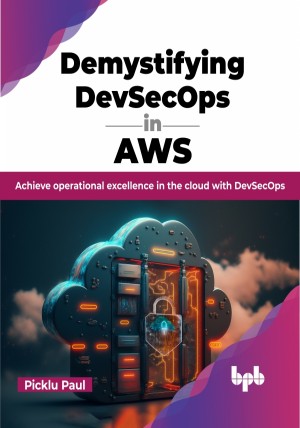 Demystifying
DevSecOps
in
AWS
Achieve operational excellence in the cloud with DevSecOps
Picklu Paul
bpb